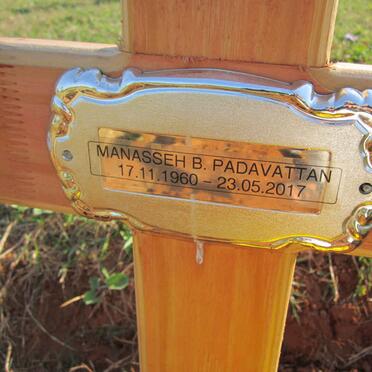 MANASSEH B. PADAVATTAN
17.11.1960 – 23.05.2017